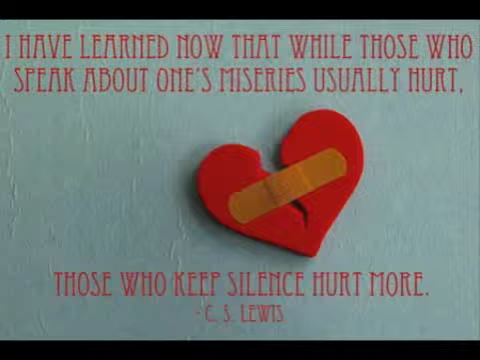 I HAVE LEARNED NOW THAT WHILE THOSE WHO
SPEAK ABOUT ONE'S MISERIES USUALLY HURT,
THOSE WHO KEEP SILENCE HURT MORE.
- C. S. LEWIS